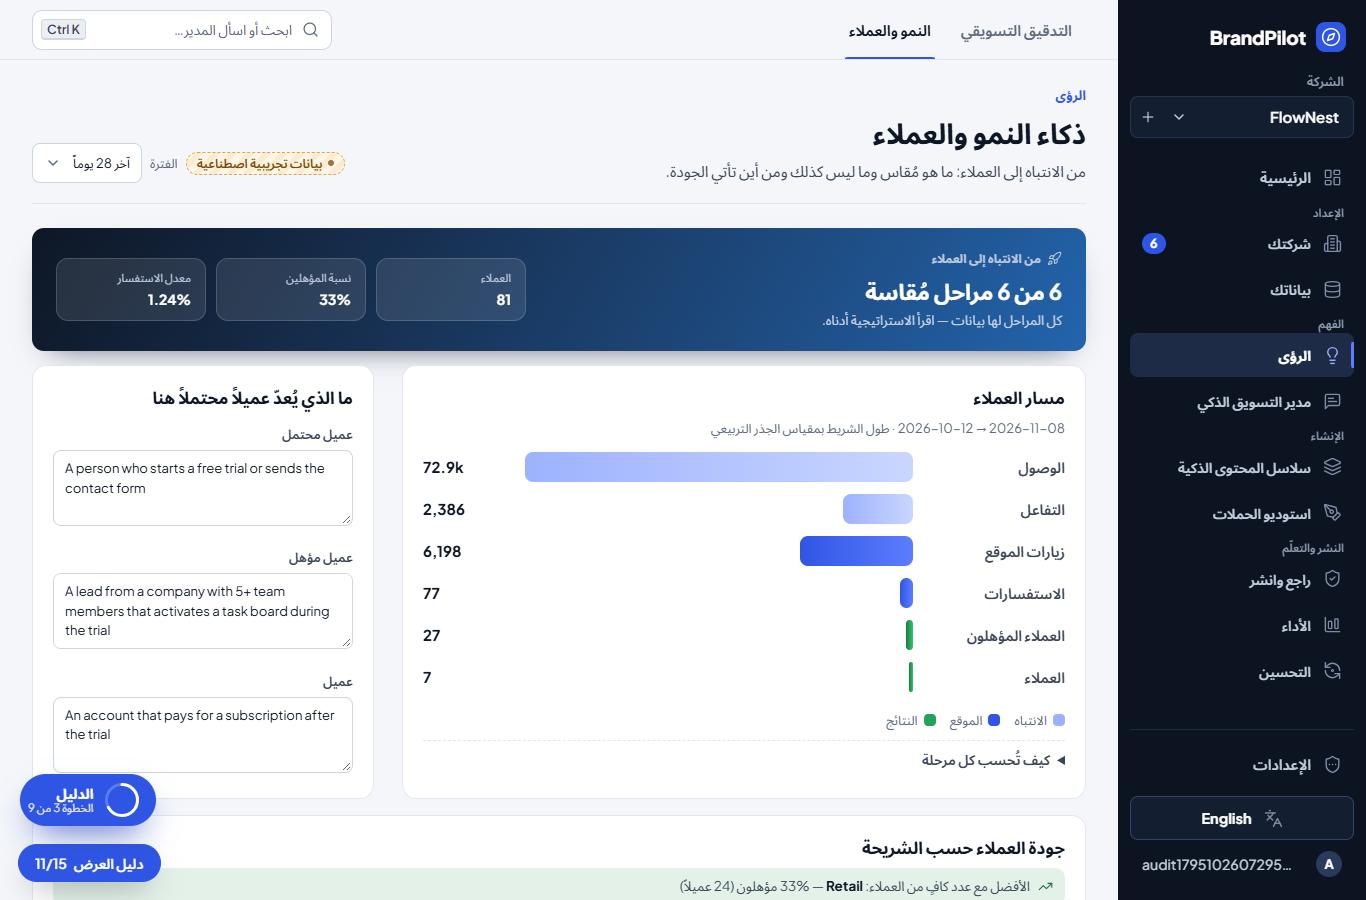 BrandPilot
الشركة
FlowNest
الرئيسية
الإعداد
شركتك
6
بياناتك
الفهم
الرؤى
مدير التسويق الذكي
الإنشاء
سلاسل المحتوى الذكية
استوديو الحملات
النشر والتعلّم
راجع وانشر
الأداء
التحسين
الإعدادات
English
A
audit1795102607295...
التدقيق التسويقي
النمو والعملاء
ابحث أو اسأل المدير...
Ctrl K
الرؤى
ذكاء النمو والعملاء
من الانتباه إلى العملاء: ما هو مُقاس وما ليس كذلك ومن أين تأتي الجودة.
بيانات تجريبية اصطناعية
الفترة
آخر 28 يوماً
من الانتباه إلى العملاء
6 من 6 مراحل مُقاسة
كل المراحل لها بيانات — اقرأ الاستراتيجية أدناه.
العملاء
81
نسبة المؤهلين
33%
معدل الاستفسار
1.24%
مسار العملاء
2026-10-12 → 2026-11-08 · طول الشريط بمقياس الجذر التربيعي
الوصول
72.9k
التفاعل
2,386
زيارات الموقع
6,198
الاستفسارات
77
العملاء المؤهلون
27
العملاء
7
الانتباه
الموقع
النتائج
كيف تُحسب كل مرحلة
ما الذي يُعدّ عميلاً محتملاً هنا
عميل محتمل
A person who starts a free trial or sends the
contact form
عميل مؤهل
A lead from a company with 5+ team
members that activates a task board during
the trial
عميل
An account that pays for a subscription after
the trial
جودة العملاء حسب الشريحة
الأفضل مع عدد كافٍ من العملاء: Retail — 33% مؤهلون (24 عميلاً)
الدليل
الخطوة 3 من 9
دليل العرض 11/15